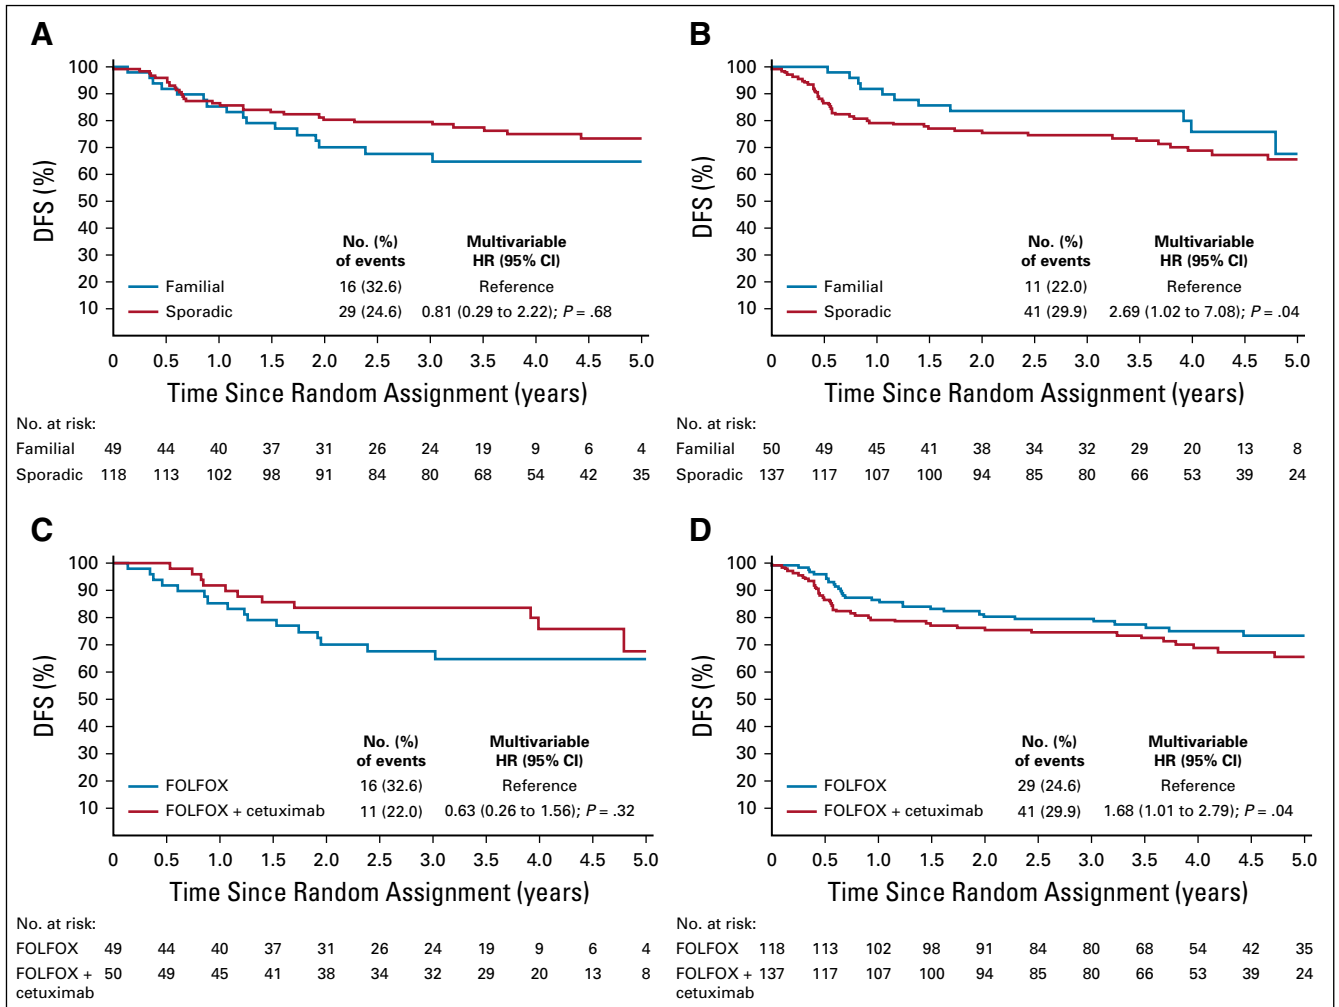 A
100
90
80
70
60
50
40
30
20
10
DFS (%)
No. (%) of events
Multivariable HR (95% CI)
Familial 16 (32.6) Reference
Sporadic 29 (24.6) 0.81 (0.29 to 2.22); P = .68
0 0.5 1.0 1.5 2.0 2.5 3.0 3.5 4.0 4.5 5.0
Time Since Random Assignment (years)
No. at risk:
Familial 49 44 40 37 31 26 24 19 9 6 4
Sporadic 118 113 102 98 91 84 80 68 54 42 35
B
100
90
80
70
60
50
40
30
20
10
DFS (%)
No. (%) of events
Multivariable HR (95% CI)
Familial 11 (22.0) Reference
Sporadic 41 (29.9) 2.69 (1.02 to 7.08); P = .04
0 0.5 1.0 1.5 2.0 2.5 3.0 3.5 4.0 4.5 5.0
Time Since Random Assignment (years)
No. at risk:
Familial 50 49 45 41 38 34 32 29 20 13 8
Sporadic 137 117 107 100 94 85 80 66 53 39 24
C
100
90
80
70
60
50
40
30
20
10
DFS (%)
No. (%) of events
Multivariable HR (95% CI)
FOLFOX 16 (32.6) Reference
FOLFOX + cetuximab 11 (22.0) 0.63 (0.26 to 1.56); P = .32
0 0.5 1.0 1.5 2.0 2.5 3.0 3.5 4.0 4.5 5.0
Time Since Random Assignment (years)
No. at risk:
FOLFOX 49 44 40 37 31 26 24 19 9 6 4
FOLFOX + 50 49 45 41 38 34 32 29 20 13 8
cetuximab
D
100
90
80
70
60
50
40
30
20
10
DFS (%)
No. (%) of events
Multivariable HR (95% CI)
FOLFOX 29 (24.6) Reference
FOLFOX + cetuximab 41 (29.9) 1.68 (1.01 to 2.79); P = .04
0 0.5 1.0 1.5 2.0 2.5 3.0 3.5 4.0 4.5 5.0
Time Since Random Assignment (years)
No. at risk:
FOLFOX 118 113 102 98 91 84 80 68 54 42 35
FOLFOX + 137 117 107 100 94 85 80 66 53 39 24
cetuximab